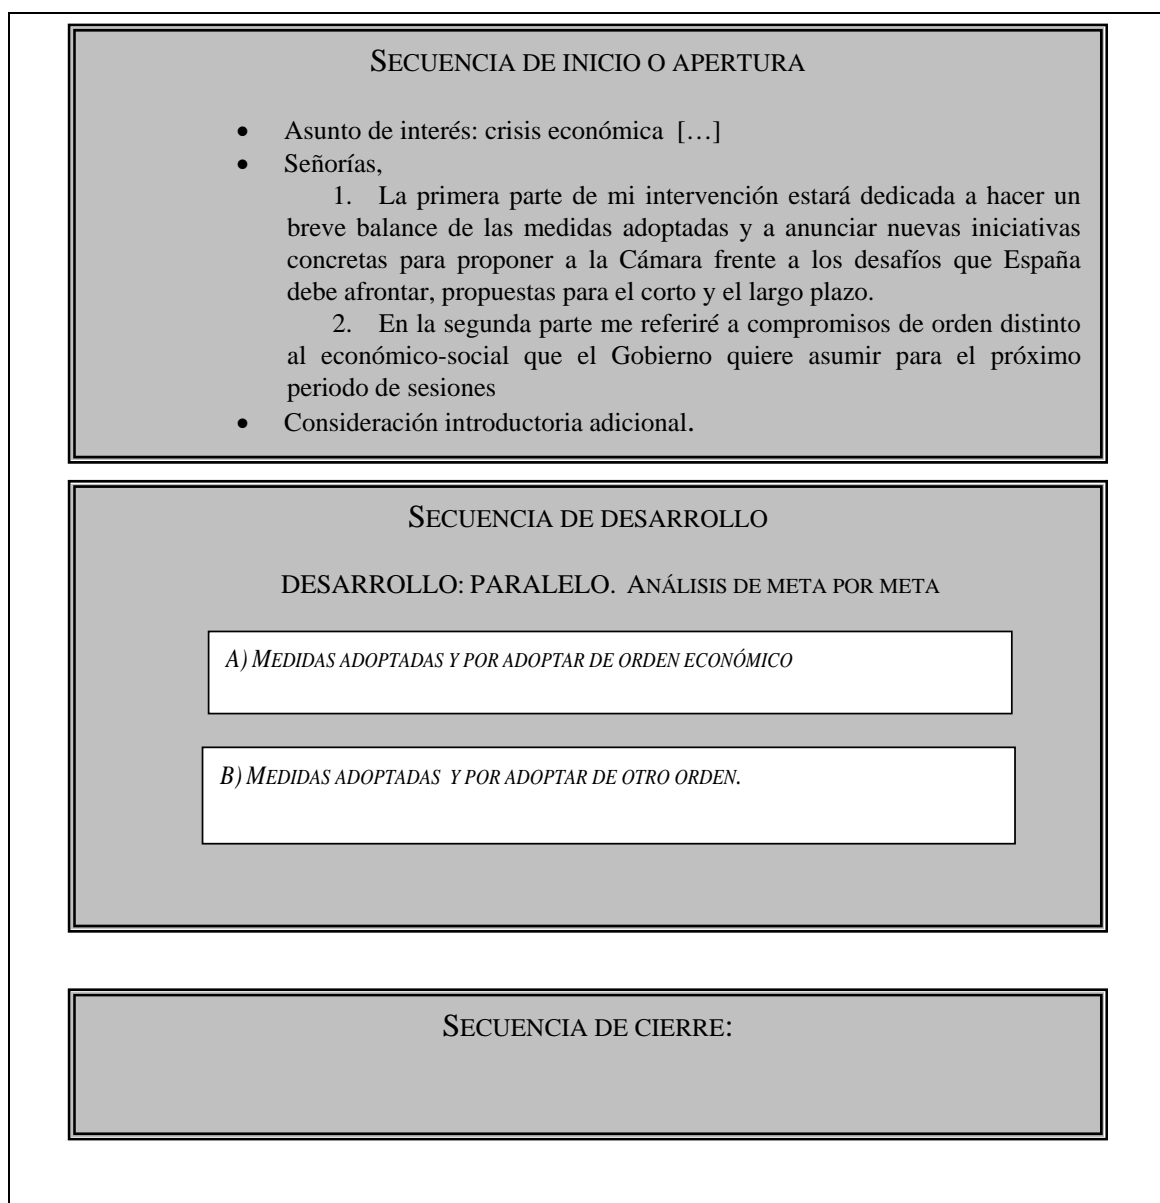 SECUENCIA DE INICIO O APERTURA
• Asunto de interés: crisis económica […]
• Señorías,
1. La primera parte de mi intervención estará dedicada a hacer un
breve balance de las medidas adoptadas y a anunciar nuevas iniciativas
concretas para proponer a la Cámara frente a los desafíos que España
debe afrontar, propuestas para el corto y el largo plazo.
2. En la segunda parte me referiré a compromisos de orden distinto
al económico-social que el Gobierno quiere asumir para el próximo
periodo de sesiones
• Consideración introductoria adicional.
SECUENCIA DE DESARROLLO
DESARROLLO: PARALELO. ANÁLISIS DE META POR META
A) MEDIDAS ADOPTADAS Y POR ADOPTAR DE ORDEN ECONÓMICO
B) MEDIDAS ADOPTADAS Y POR ADOPTAR DE OTRO ORDEN.
SECUENCIA DE CIERRE: